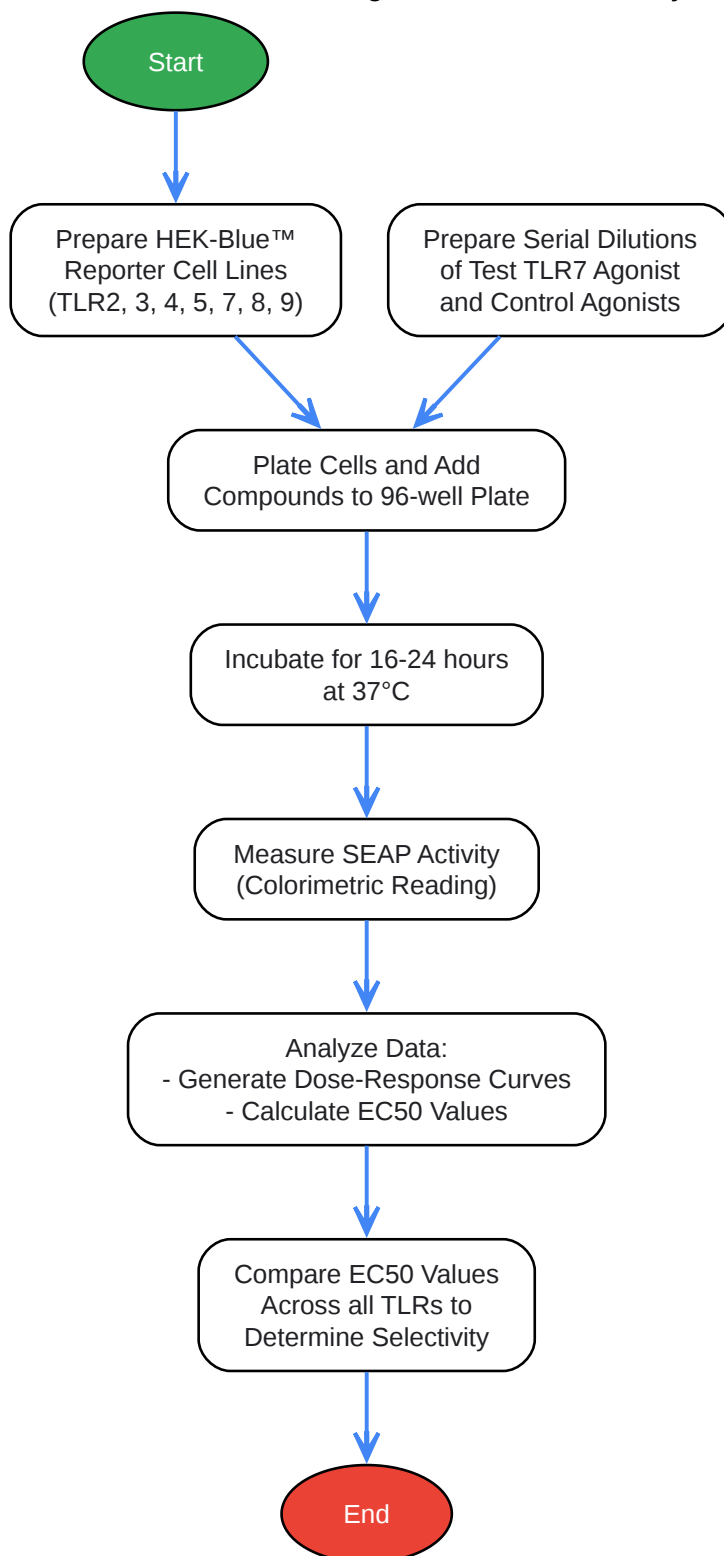 Start
Prepare HEK-Blue™
Reporter Cell Lines
(TLR2, 3, 4, 5, 7, 8, 9)
Prepare Serial Dilutions
of Test TLR7 Agonist
and Control Agonists
Plate Cells and Add
Compounds to 96-well Plate
Incubate for 16-24 hours
at 37°C
Measure SEAP Activity
(Colorimetric Reading)
Analyze Data:
- Generate Dose-Response Curves
- Calculate EC50 Values
Compare EC50 Values
Across all TLRs to
Determine Selectivity
End